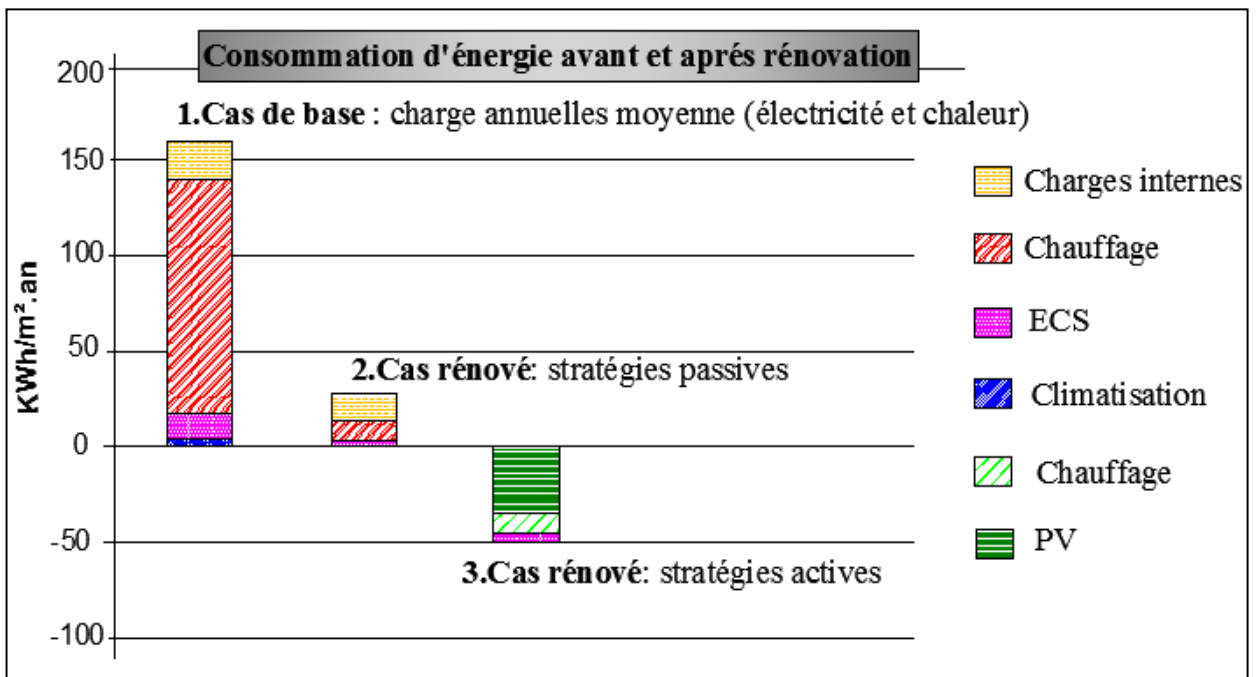 Consommation d'énergie avant et aprés rénovation
200
1.Cas de base : charge annuelles moyenne (électricité et chaleur)
150
Charges internes
Chauffage
100
KWh/m².an
ECS
50
2.Cas rénové: stratégies passives
Climatisation
0
Chauffage
-50
PV
3.Cas rénové: stratégies actives
-100